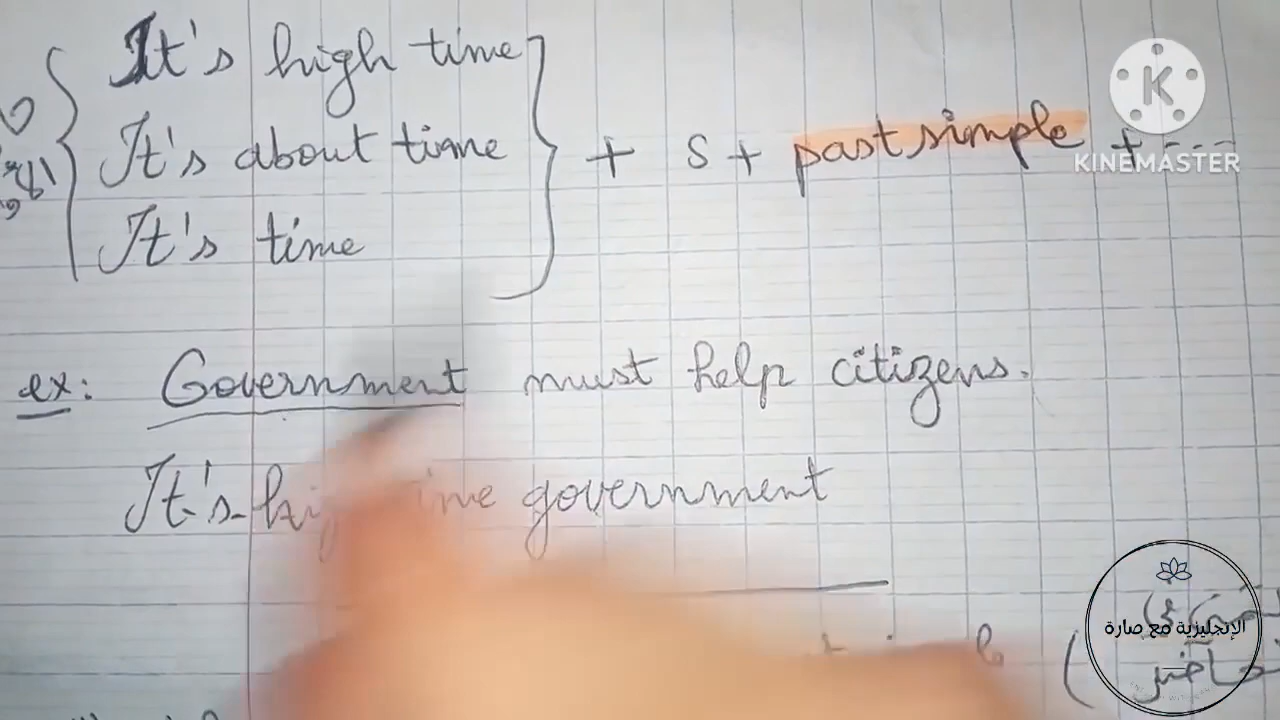 It's high time
It's about time + S + past simple + ---
It's time
KINEMASTER
ex: Government must help citizens.
It's high time government
الإنجليزية مع صارة